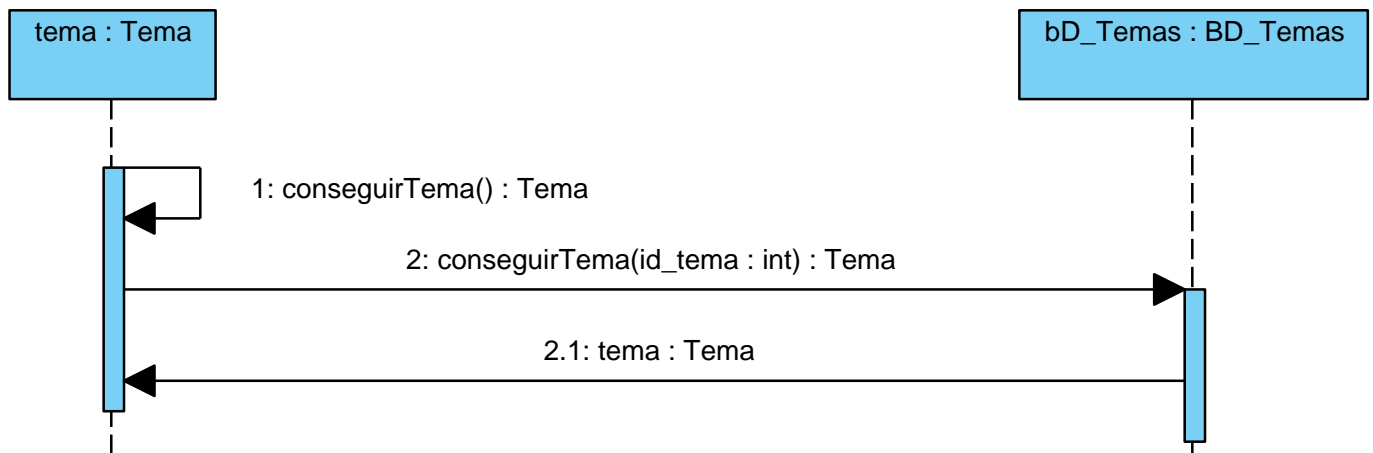 tema : Tema
bD_Temas : BD_Temas
1: conseguirTema() : Tema
2: conseguirTema(id_tema : int) : Tema
2.1: tema : Tema